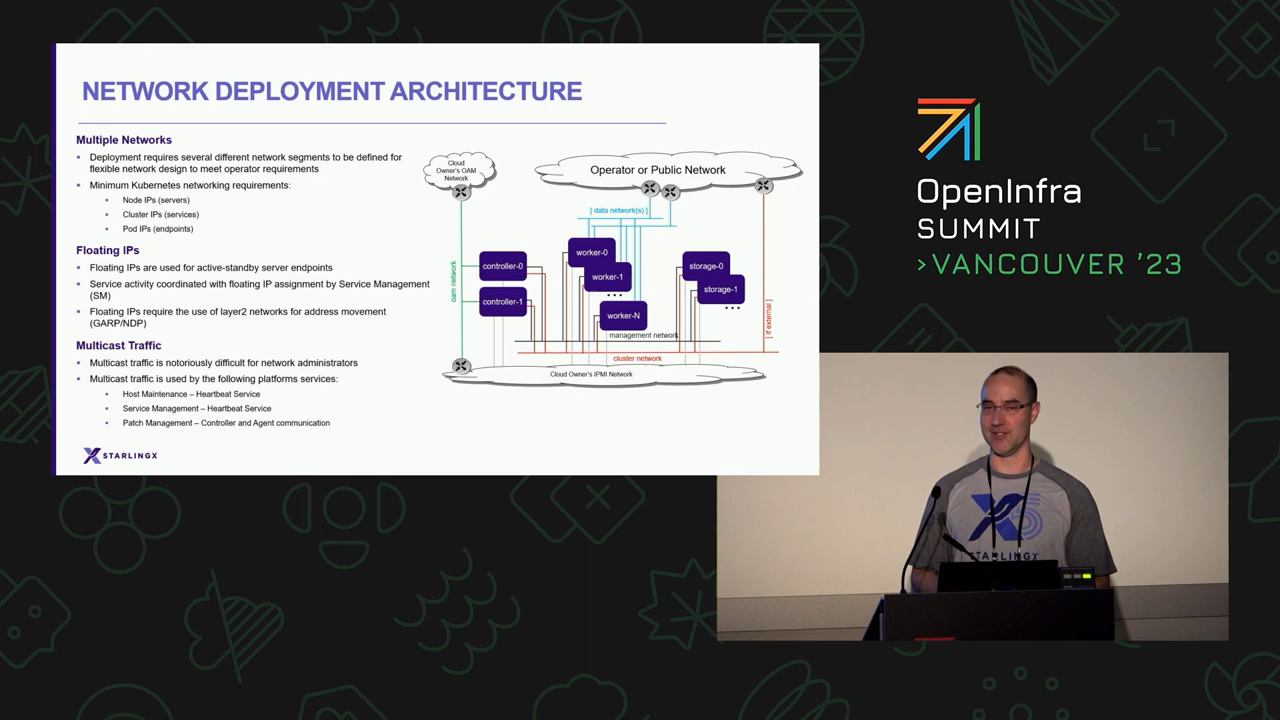 NETWORK DEPLOYMENT ARCHITECTURE
Multiple Networks
Deployment requires several different network segments to be defined for
flexible network design to meet operator requirements
Minimum Kubernetes networking requirements:
Node IPs (servers)
Cluster IPs (services)
Pod IPs (endpoints)
Floating IPs
Floating IPs are used for active-standby server endpoints
Service activity coordinated with floating IP assignment by Service Management
(SM)
Floating IPs require the use of layer2 networks for address movement
(GARP/NDP)
Multicast Traffic
Multicast traffic is notoriously difficult for network administrators
Multicast traffic is used by the following platforms services:
Host Maintenance – Heartbeat Service
Service Management – Heartbeat Service
Patch Management – Controller and Agent communication
STARLINGX
Cloud
Owner's OAM
Network
Operator or Public Network
[ data network(s) ]
oam network
controller-0
controller-1
worker-0
worker-1
worker-N
storage-0
storage-1
[ if external ]
management network
cluster network
Cloud Owner's IPMI Network
OpenInfra
SUMMIT
>VANCOUVER '23
STARLINGX